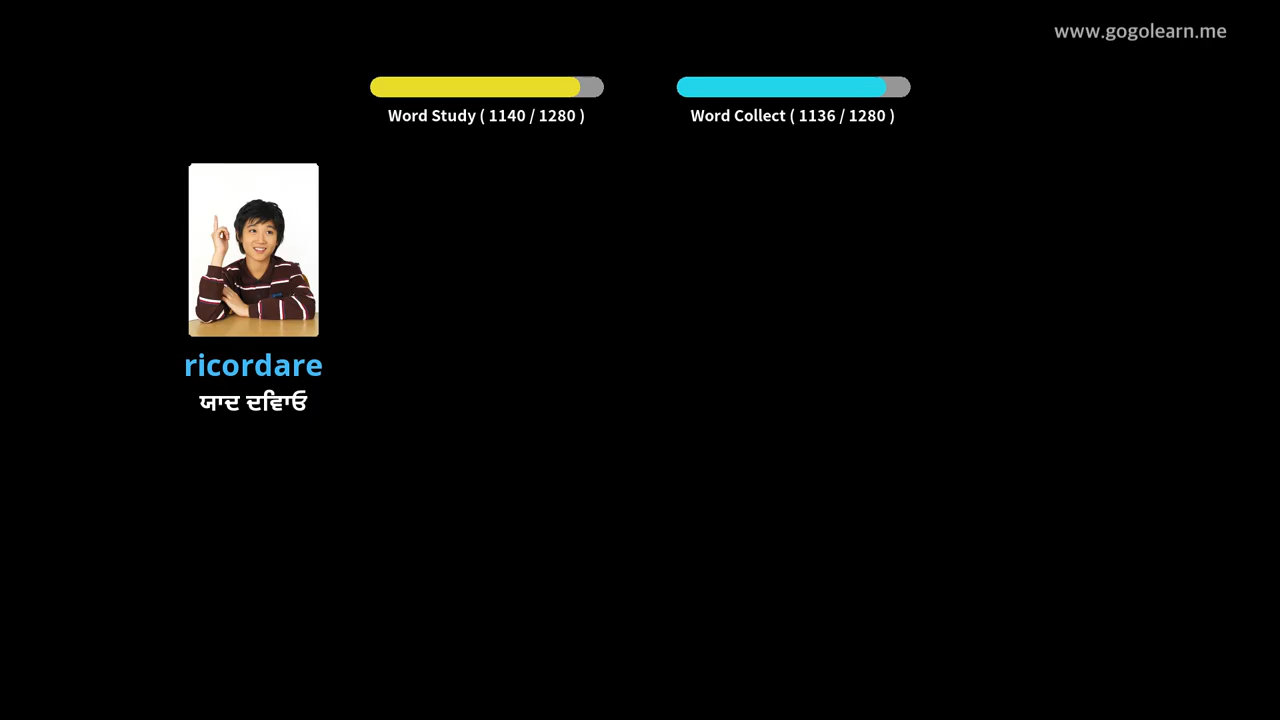 www.gogolearn.me
Word Study ( 1140 / 1280 )
Word Collect ( 1136 / 1280 )
ricordare
ਯਾਦ ਦਵਿਾਓ